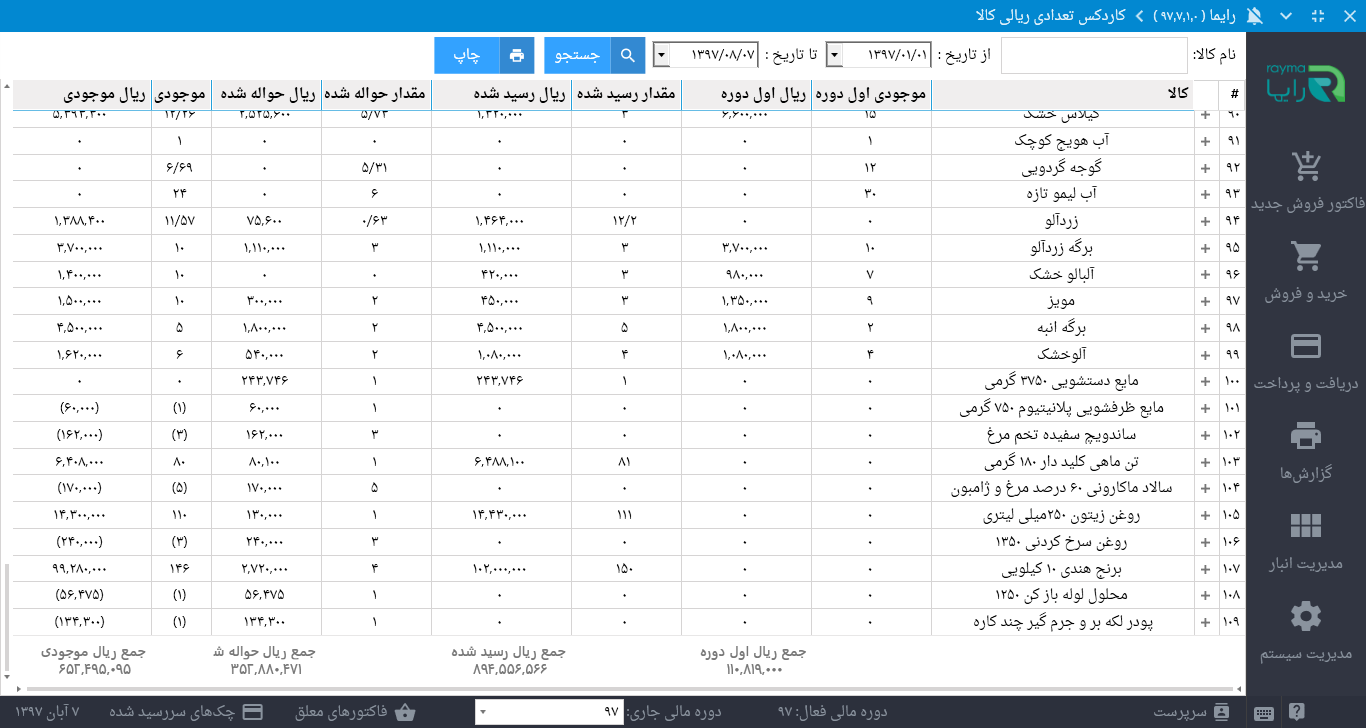 رایما ( ۹۷,۷,۱,۰ ) > کاردکس تعدادی ریالی کالا
نام کالا: از تاریخ : ۱۳۹۷/۰۱/۰۱ تا تاریخ : ۱۳۹۷/۰۸/۰۷ جستجو چاپ
rayma
رایما
فاکتور فروش جدید
خرید و فروش
دریافت و پرداخت
گزارش‌ها
مدیریت انبار
مدیریت سیستم
# کالا موجودی اول دوره ریال اول دوره مقدار رسید شده ریال رسید شده مقدار حواله شده ریال حواله شده موجودی ریال موجودی
۹۰ + گیلاس خشک ۱۵ ۶,۶۰۰,۰۰۰ ۳ ۱,۳۲۰,۰۰۰ ۵/۷۴ ۲,۵۲۵,۶۰۰ ۱۲/۲۶ ۵,۳۹۴,۴۰۰
۹۱ + آب هویج کوچک ۱ ۰ ۰ ۰ ۰ ۰ ۱ ۰
۹۲ + گوجه گردویی ۱۲ ۰ ۰ ۰ ۵/۳۱ ۰ ۶/۶۹ ۰
۹۳ + آب لیمو تازه ۳۰ ۰ ۰ ۰ ۶ ۰ ۲۴ ۰
۹۴ + زردآلو ۰ ۰ ۱۲/۲ ۱,۴۶۴,۰۰۰ ۰/۶۳ ۷۵,۶۰۰ ۱۱/۵۷ ۱,۳۸۸,۴۰۰
۹۵ + برگه زردآلو ۱۰ ۳,۷۰۰,۰۰۰ ۳ ۱,۱۱۰,۰۰۰ ۳ ۱,۱۱۰,۰۰۰ ۱۰ ۳,۷۰۰,۰۰۰
۹۶ + آلبالو خشک ۷ ۹۸۰,۰۰۰ ۳ ۴۲۰,۰۰۰ ۰ ۰ ۱۰ ۱,۴۰۰,۰۰۰
۹۷ + مویز ۹ ۱,۳۵۰,۰۰۰ ۳ ۴۵۰,۰۰۰ ۲ ۳۰۰,۰۰۰ ۱۰ ۱,۵۰۰,۰۰۰
۹۸ + برگه انبه ۲ ۱,۸۰۰,۰۰۰ ۵ ۴,۵۰۰,۰۰۰ ۲ ۱,۸۰۰,۰۰۰ ۵ ۴,۵۰۰,۰۰۰
۹۹ + آلوخشک ۴ ۱,۰۸۰,۰۰۰ ۴ ۱,۰۸۰,۰۰۰ ۲ ۵۴۰,۰۰۰ ۶ ۱,۶۲۰,۰۰۰
۱۰۰ + مایع دستشویی ۳۷۵۰ گرمی ۰ ۰ ۱ ۲۴۳,۷۴۶ ۱ ۲۴۳,۷۴۶ ۰ ۰
۱۰۱ + مایع ظرفشویی پلانیتیوم ۷۵۰ گرمی ۰ ۰ ۰ ۰ ۱ ۶۰,۰۰۰ (۱) (۶۰,۰۰۰)
۱۰۲ + ساندویچ سفیده تخم مرغ ۰ ۰ ۰ ۰ ۳ ۱۶۲,۰۰۰ (۳) (۱۶۲,۰۰۰)
۱۰۳ + تن ماهی کلید دار ۱۸۰ گرمی ۰ ۰ ۸۱ ۶,۴۸۸,۱۰۰ ۱ ۸۰,۱۰۰ ۸۰ ۶,۴۰۸,۰۰۰
۱۰۴ + سالاد ماکارونی ۶۰ درصد مرغ و ژامبون ۰ ۰ ۰ ۰ ۵ ۱۷۰,۰۰۰ (۵) (۱۷۰,۰۰۰)
۱۰۵ + روغن زیتون ۲۵۰میلی لیتری ۰ ۰ ۱۱۱ ۱۴,۴۳۰,۰۰۰ ۱ ۱۳۰,۰۰۰ ۱۱۰ ۱۴,۳۰۰,۰۰۰
۱۰۶ + روغن سرخ کردنی ۱۳۵۰ ۰ ۰ ۰ ۰ ۳ ۲۴۰,۰۰۰ (۳) (۲۴۰,۰۰۰)
۱۰۷ + برنج هندی ۱۰ کیلویی ۰ ۰ ۱۵۰ ۱۰۲,۰۰۰,۰۰۰ ۴ ۲,۷۲۰,۰۰۰ ۱۴۶ ۹۹,۲۸۰,۰۰۰
۱۰۸ + محلول لوله باز کن ۱۲۵۰ ۰ ۰ ۰ ۰ ۱ ۵۶,۴۷۵ (۱) (۵۶,۴۷۵)
۱۰۹ + پودر لکه بر و جرم گیر چند کاره ۰ ۰ ۰ ۰ ۱ ۱۳۴,۳۰۰ (۱) (۱۳۴,۳۰۰)
جمع ریال اول دوره جمع ریال رسید شده جمع ریال حواله ش جمع ریال موجودی
۱۱۰,۸۱۹,۰۰۰ ۸۹۴,۵۵۶,۵۶۶ ۳۵۲,۸۸۰,۴۷۱ ۶۵۲,۴۹۵,۰۹۵
سرپرست دوره مالی فعال: ۹۷ دوره مالی جاری: ۹۷ فاکتورهای معلق چک‌های سررسید شده ۷ آبان ۱۳۹۷